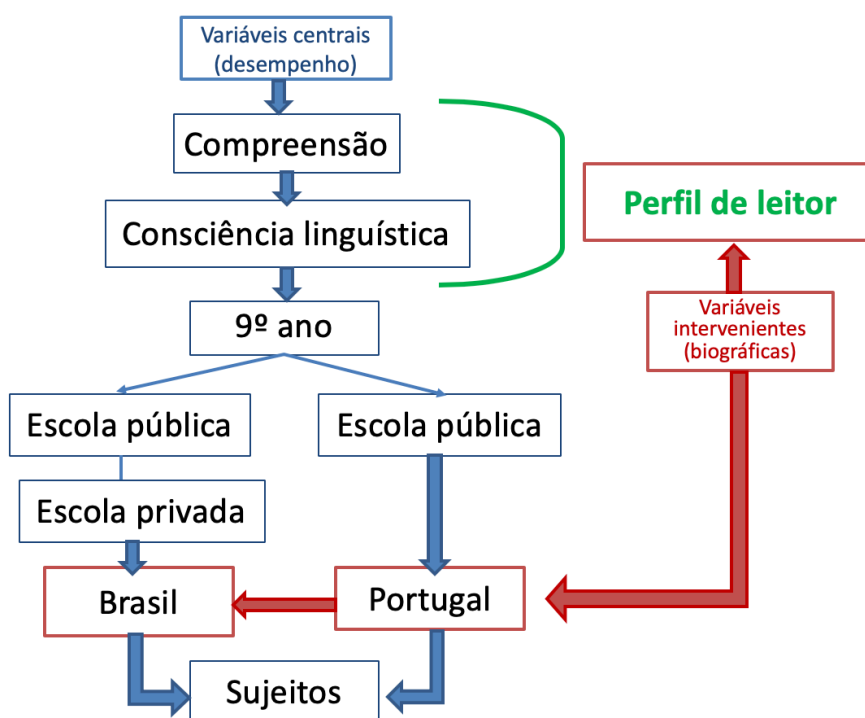 Variáveis centrais
(desempenho)
Compreensão
Consciência linguística
Perfil de leitor
Variáveis
intervenientes
(biográficas)
9º ano
Escola pública
Escola pública
Escola privada
Brasil
Portugal
Sujeitos